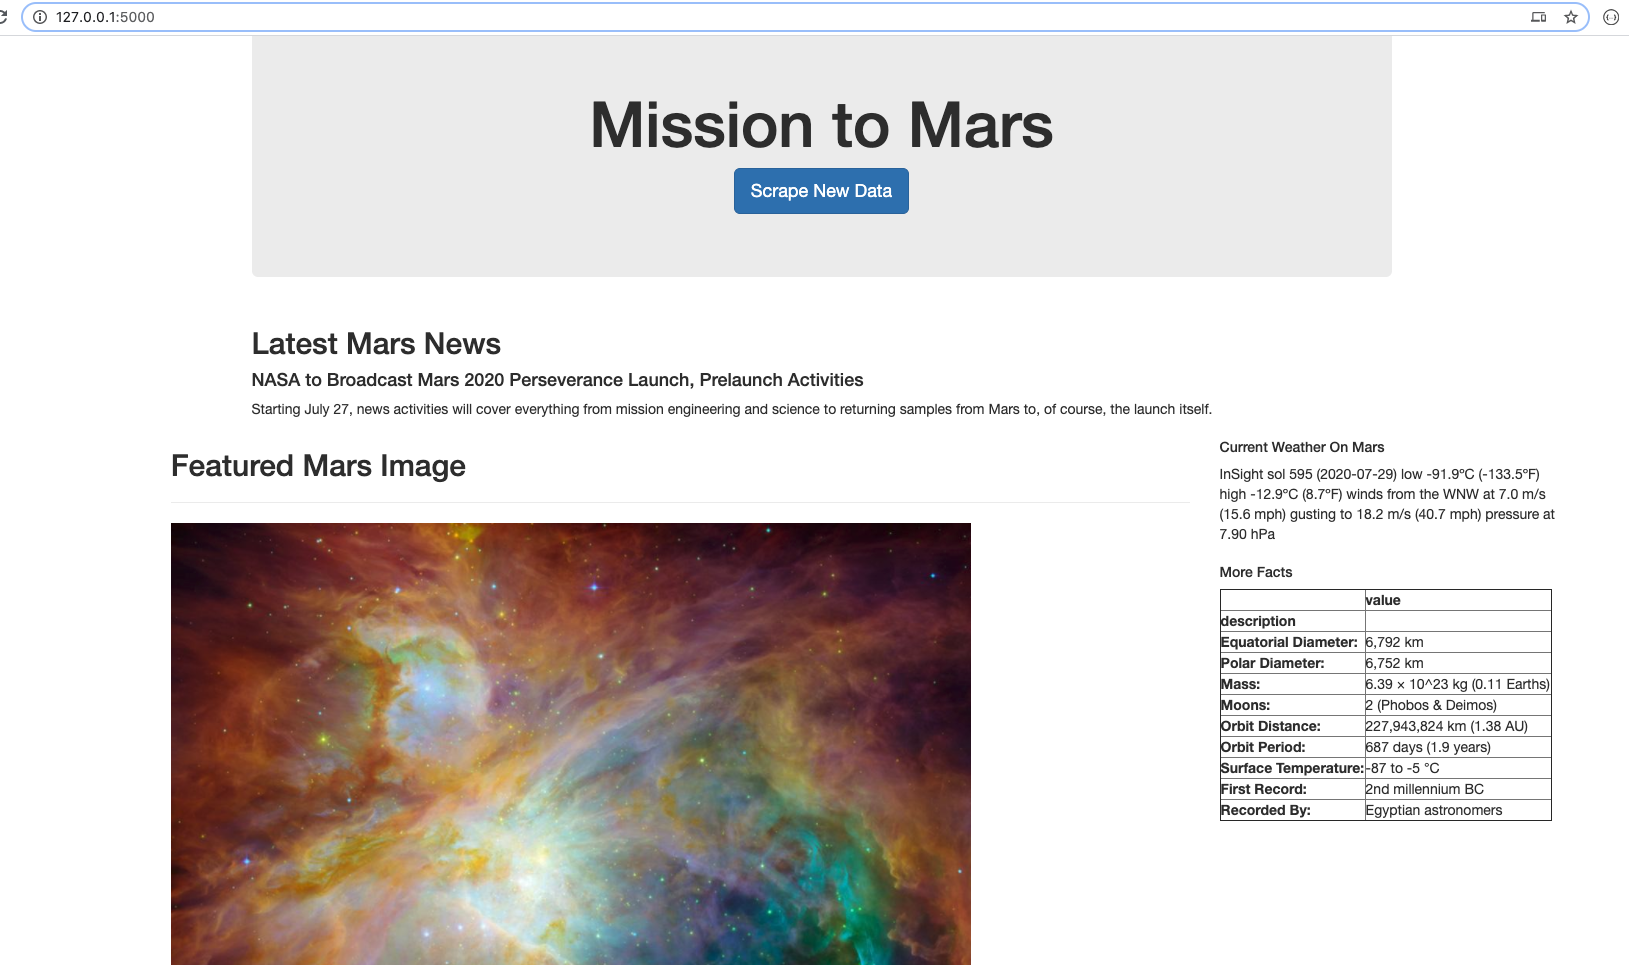 127.0.0.1:5000
Mission to Mars
Scrape New Data
Latest Mars News
NASA to Broadcast Mars 2020 Perseverance Launch, Prelaunch Activities
Starting July 27, news activities will cover everything from mission engineering and science to returning samples from Mars to, of course, the launch itself.
Featured Mars Image
Current Weather On Mars
InSight sol 595 (2020-07-29) low -91.9ºC (-133.5ºF)
high -12.9ºC (8.7ºF) winds from the WNW at 7.0 m/s
(15.6 mph) gusting to 18.2 m/s (40.7 mph) pressure at
7.90 hPa
More Facts
value
description
Equatorial Diameter: 6,792 km
Polar Diameter: 6,752 km
Mass: 6.39 × 10^23 kg (0.11 Earths)
Moons: 2 (Phobos & Deimos)
Orbit Distance: 227,943,824 km (1.38 AU)
Orbit Period: 687 days (1.9 years)
Surface Temperature: -87 to -5 °C
First Record: 2nd millennium BC
Recorded By: Egyptian astronomers